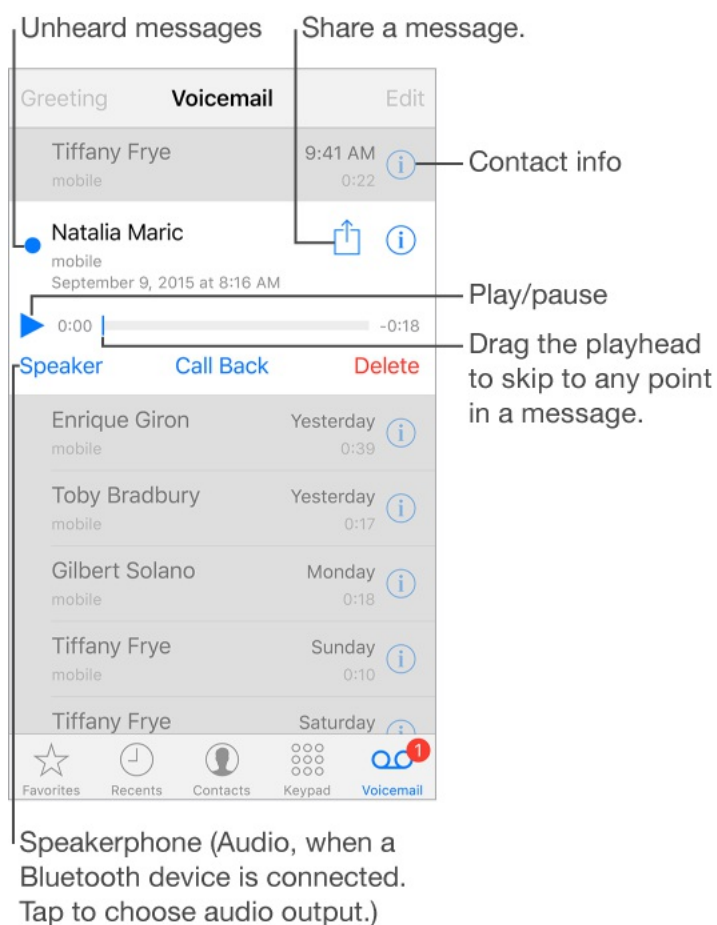 Unheard messages
Share a message.
Greeting Voicemail Edit
Tiffany Frye 9:41 AM
mobile 0:22
Contact info
Natalia Maric
mobile
September 9, 2015 at 8:16 AM
Play/pause
0:00 -0:18
Drag the playhead
to skip to any point
in a message.
Speaker Call Back Delete
Enrique Giron Yesterday
mobile 0:39
Toby Bradbury Yesterday
mobile 0:17
Gilbert Solano Monday
mobile 0:18
Tiffany Frye Sunday
mobile 0:10
Tiffany Frye Saturday
1
Favorites Recents Contacts Keypad Voicemail
Speakerphone (Audio, when a
Bluetooth device is connected.
Tap to choose audio output.)